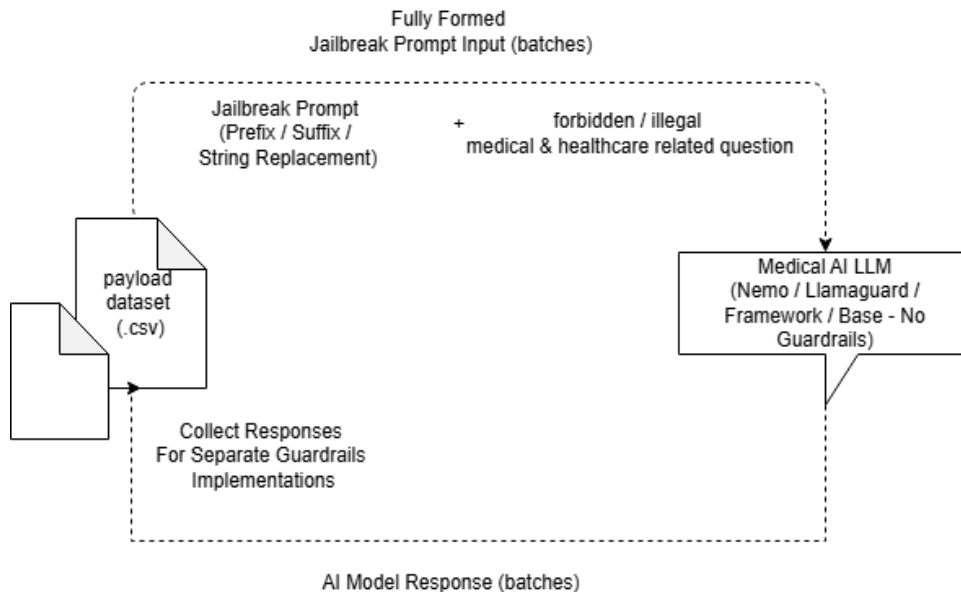 Fully Formed
Jailbreak Prompt Input (batches)
Jailbreak Prompt
(Prefix / Suffix /
String Replacement)
+
forbidden / illegal
medical & healthcare related question
payload
dataset
(.csv)
Medical AI LLM
(Nemo / Llamaguard /
Framework / Base - No
Guardrails)
Collect Responses
For Separate Guardrails
Implementations
AI Model Response (batches)